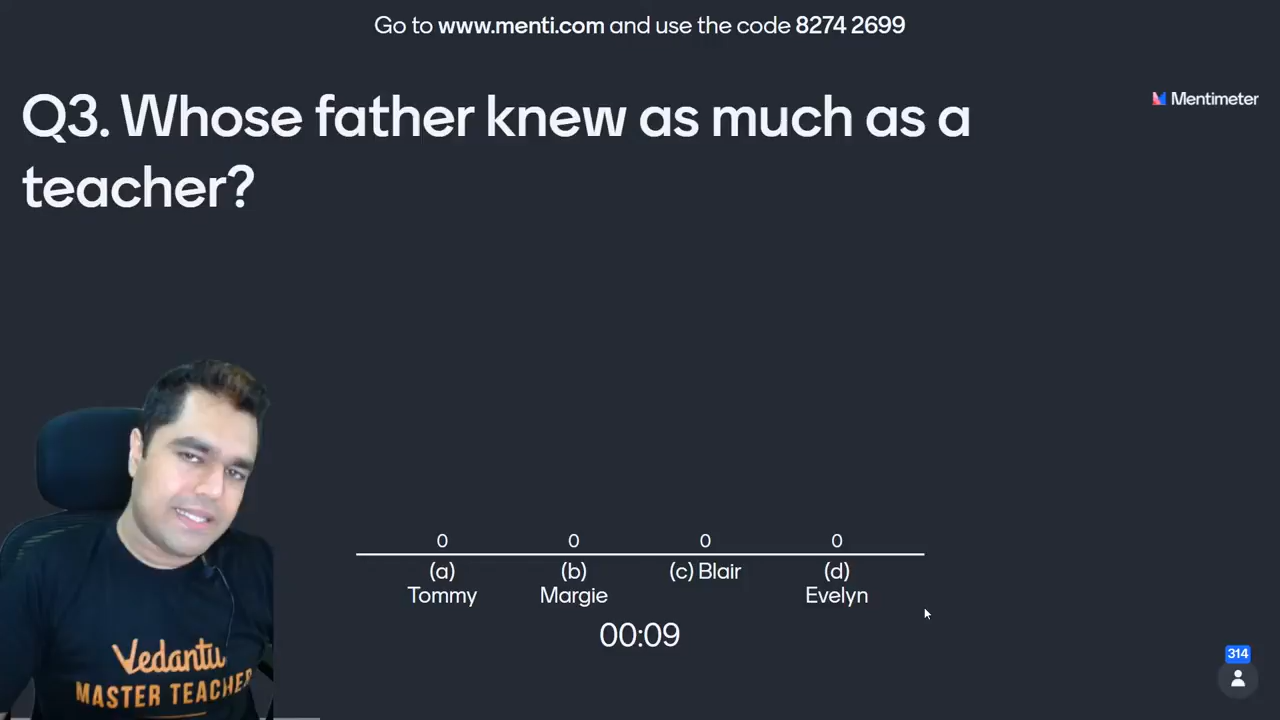 Go to www.menti.com and use the code 8274 2699
Mentimeter
Q3. Whose father knew as much as a
teacher?
0 0 0 0
(a) (b) (c) Blair (d)
Tommy Margie Evelyn
00:09
314
Vedantu
MASTER TEACHER